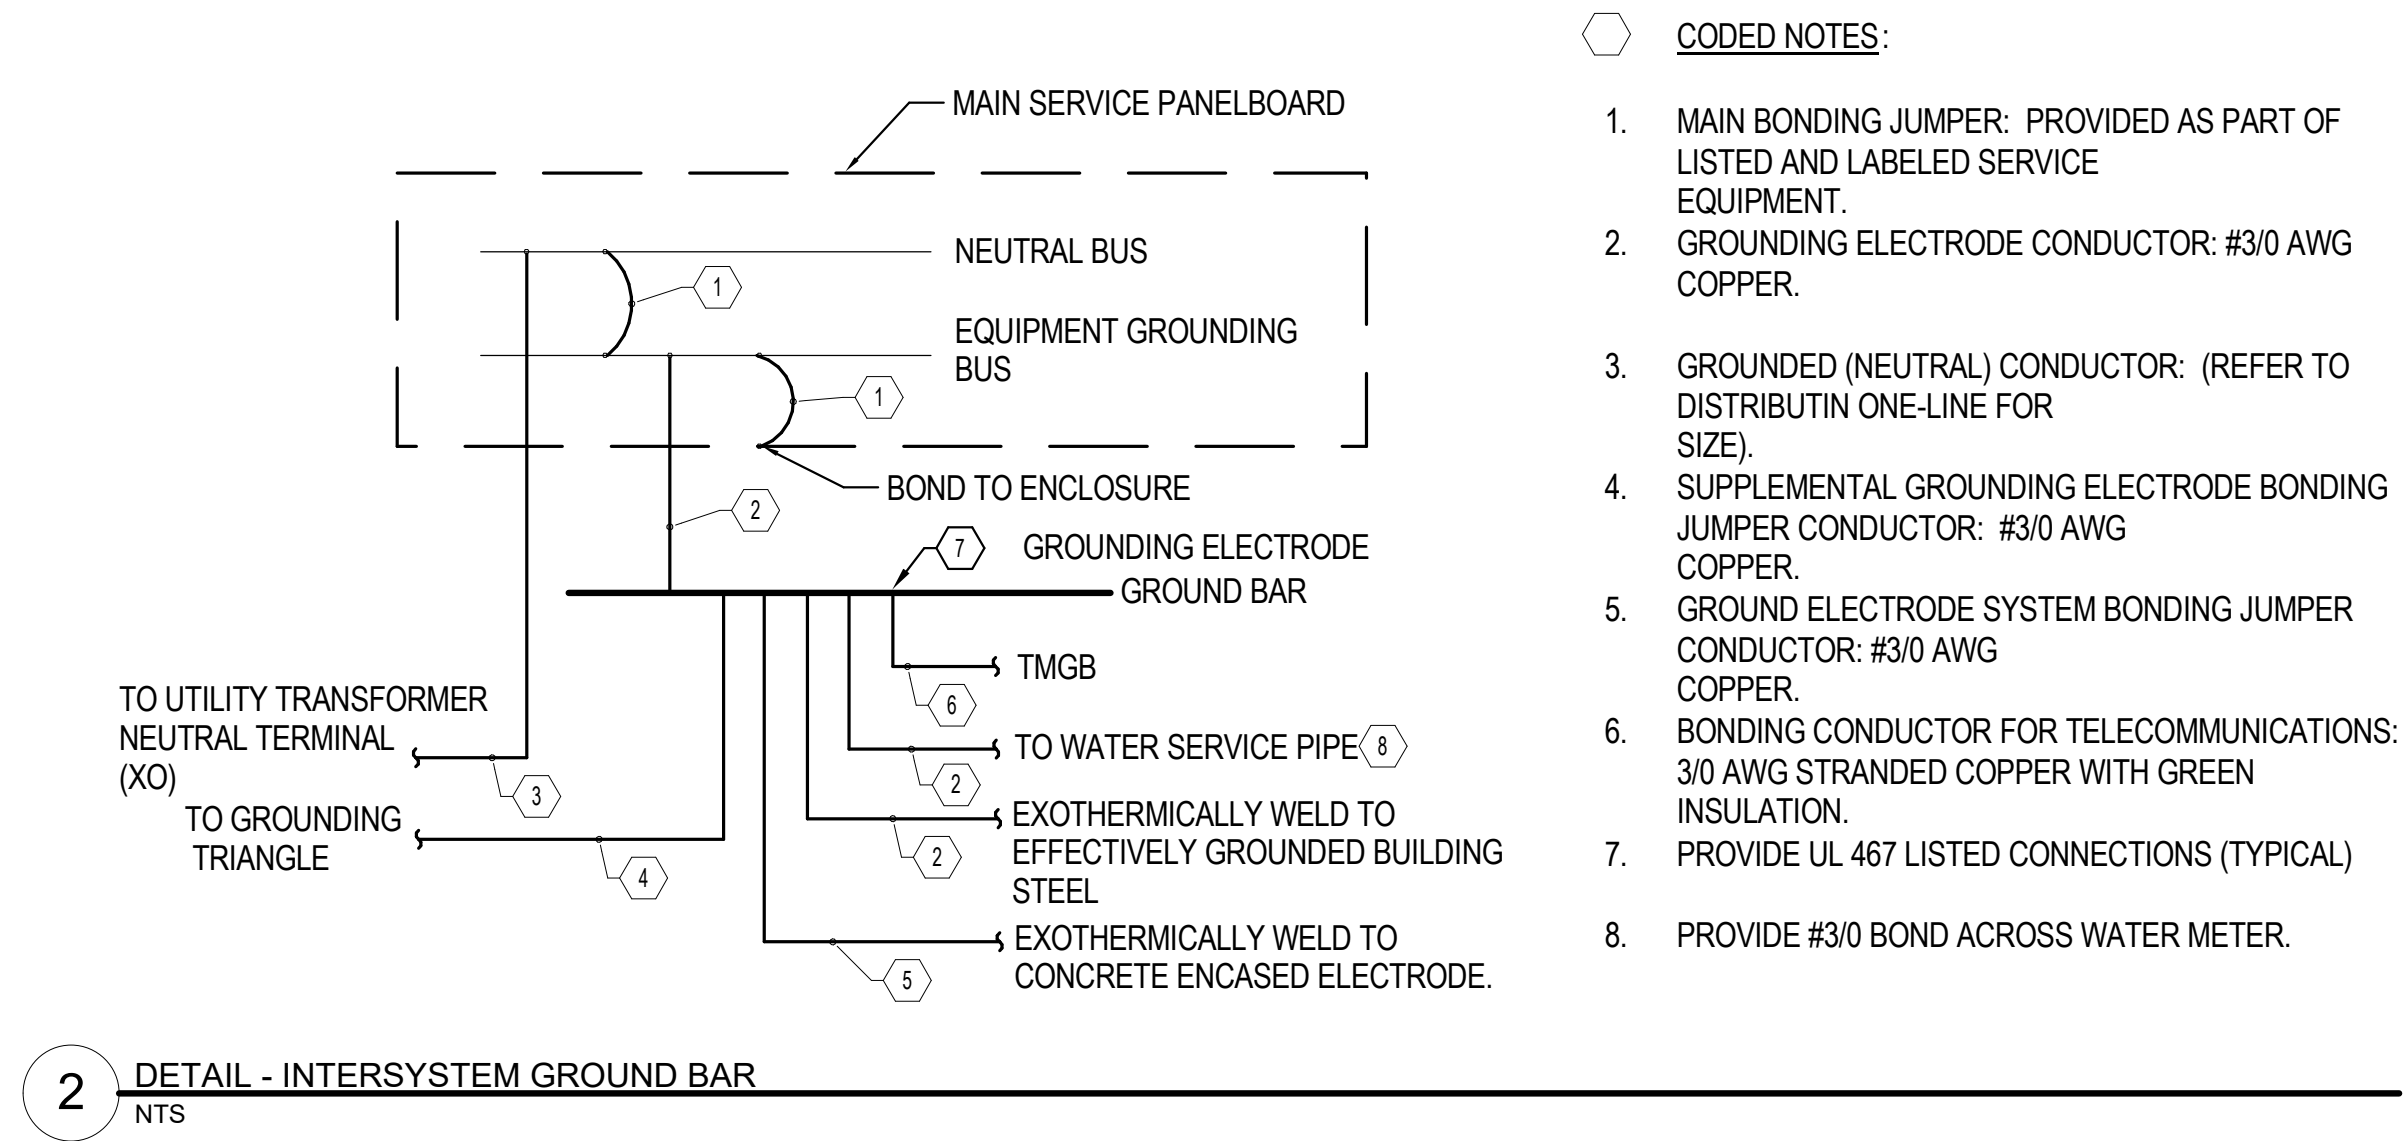 MAIN SERVICE PANELBOARD
NEUTRAL BUS
1
EQUIPMENT GROUNDING
BUS
1
BOND TO ENCLOSURE
2
7
GROUNDING ELECTRODE
GROUND BAR
TMGB
6
TO UTILITY TRANSFORMER
NEUTRAL TERMINAL
(XO)
3
TO WATER SERVICE PIPE 8
2
TO GROUNDING
TRIANGLE
4
EXOTHERMICALLY WELD TO
EFFECTIVELY GROUNDED BUILDING
STEEL
2
EXOTHERMICALLY WELD TO
CONCRETE ENCASED ELECTRODE.
5
CODED NOTES:
1. MAIN BONDING JUMPER: PROVIDED AS PART OF
LISTED AND LABELED SERVICE
EQUIPMENT.
2. GROUNDING ELECTRODE CONDUCTOR: #3/0 AWG
COPPER.
3. GROUNDED (NEUTRAL) CONDUCTOR: (REFER TO
DISTRIBUTIN ONE-LINE FOR
SIZE).
4. SUPPLEMENTAL GROUNDING ELECTRODE BONDING
JUMPER CONDUCTOR: #3/0 AWG
COPPER.
5. GROUND ELECTRODE SYSTEM BONDING JUMPER
CONDUCTOR: #3/0 AWG
COPPER.
6. BONDING CONDUCTOR FOR TELECOMMUNICATIONS:
3/0 AWG STRANDED COPPER WITH GREEN
INSULATION.
7. PROVIDE UL 467 LISTED CONNECTIONS (TYPICAL)
8. PROVIDE #3/0 BOND ACROSS WATER METER.
2 DETAIL - INTERSYSTEM GROUND BAR
NTS